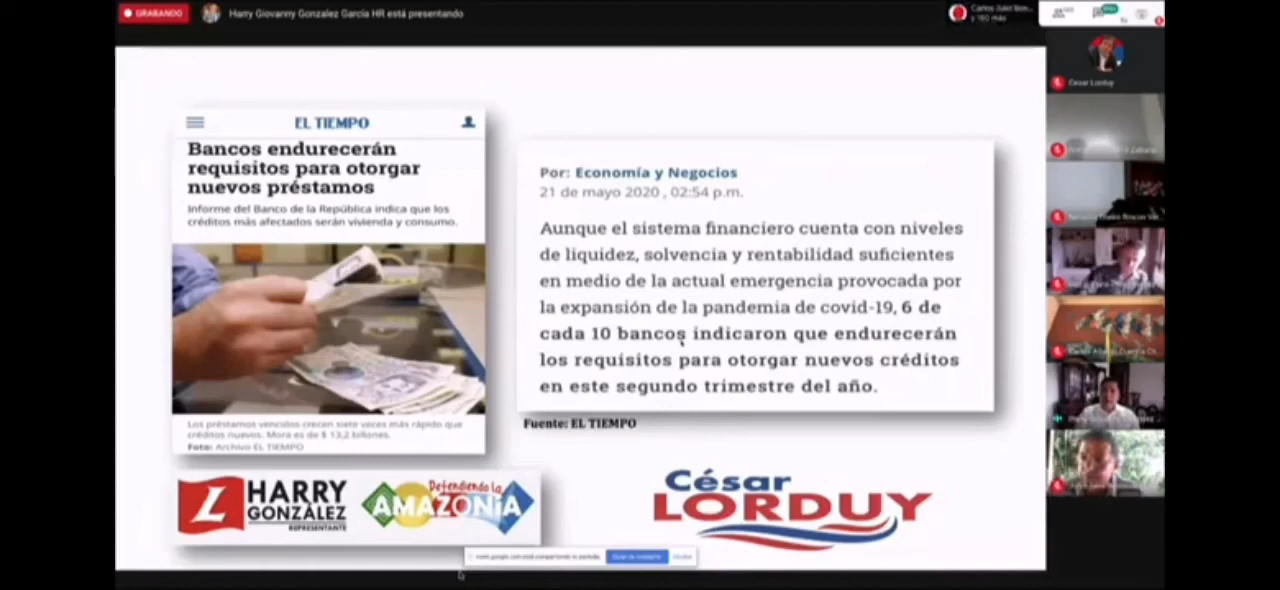 GRABANDO
Harry Giovanny Gonzalez Garcia HR está presentando
y 160 más
EL TIEMPO
Bancos endurecerán
requisitos para otorgar
nuevos préstamos
Informe del Banco de la República indica que los
créditos más afectados serán vivienda y consumo.
Los préstamos vencidos crecen siete veces más rápido que
créditos nuevos. Mora es de $ 13,2 billones.
Foto: Archivo EL TIEMPO
Por: Economía y Negocios
21 de mayo 2020 , 02:54 p.m.
Aunque el sistema financiero cuenta con niveles
de liquidez, solvencia y rentabilidad suficientes
en medio de la actual emergencia provocada por
la expansión de la pandemia de covid-19, 6 de
cada 10 bancos indicaron que endurecerán
los requisitos para otorgar nuevos créditos
en este segundo trimestre del año.
Fuente: EL TIEMPO
L HARRY
GONZÁLEZ
REPRESENTANTE
Defendiendo la
AMAZONÍA
César
LORDUY
Cesar Lorduy